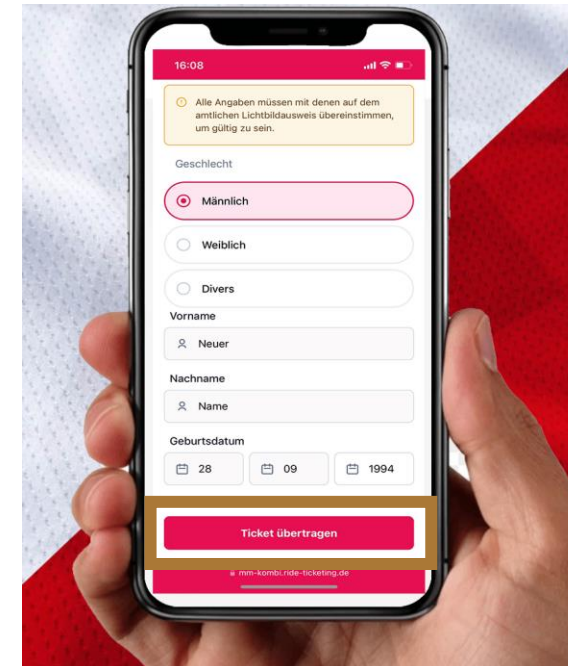 16:08
Alle Angaben müssen mit denen auf dem
amtlichen Lichtbildausweis übereinstimmen,
um gültig zu sein.
Geschlecht
Männlich
Weiblich
Divers
Vorname
Neuer
Nachname
Name
Geburtsdatum
28 09 1994
Ticket übertragen
mm-kombi.ride-ticketing.de